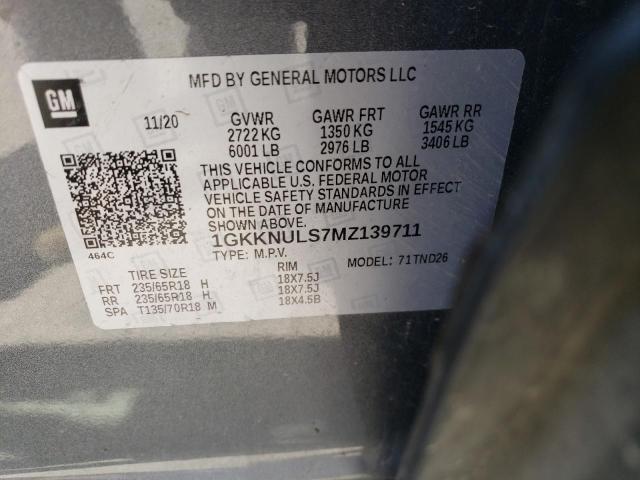 GM
MFD BY GENERAL MOTORS LLC
11/20 GVWR GAWR FRT GAWR RR
2722 KG 1350 KG 1545 KG
6001 LB 2976 LB 3406 LB
THIS VEHICLE CONFORMS TO ALL
APPLICABLE U.S. FEDERAL MOTOR
VEHICLE SAFETY STANDARDS IN EFFECT
ON THE DATE OF MANUFACTURE
SHOWN ABOVE.
464C
1GKKNULS7MZ139711
TYPE: M.P.V. MODEL: 71TND26
TIRE SIZE RIM
FRT 235/65R18 H 18X7.5J
RR 235/65R18 H 18X7.5J
SPA T135/70R18 M 18X4.5B